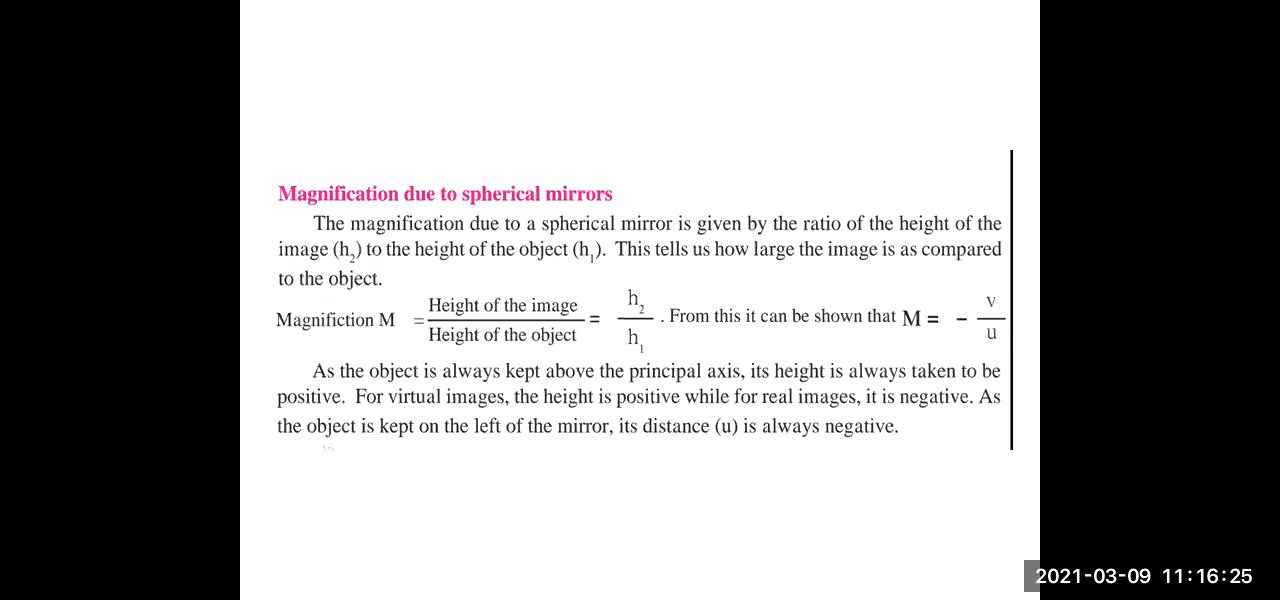 Magnification due to spherical mirrors
The magnification due to a spherical mirror is given by the ratio of the height of the
image (h₂) to the height of the object (h₁). This tells us how large the image is as compared
to the object.
Magnifiction M = Height of the image / Height of the object = h₂ / h₁ . From this it can be shown that M = - v / u
As the object is always kept above the principal axis, its height is always taken to be
positive. For virtual images, the height is positive while for real images, it is negative. As
the object is kept on the left of the mirror, its distance (u) is always negative.
2021-03-09 11:16:25